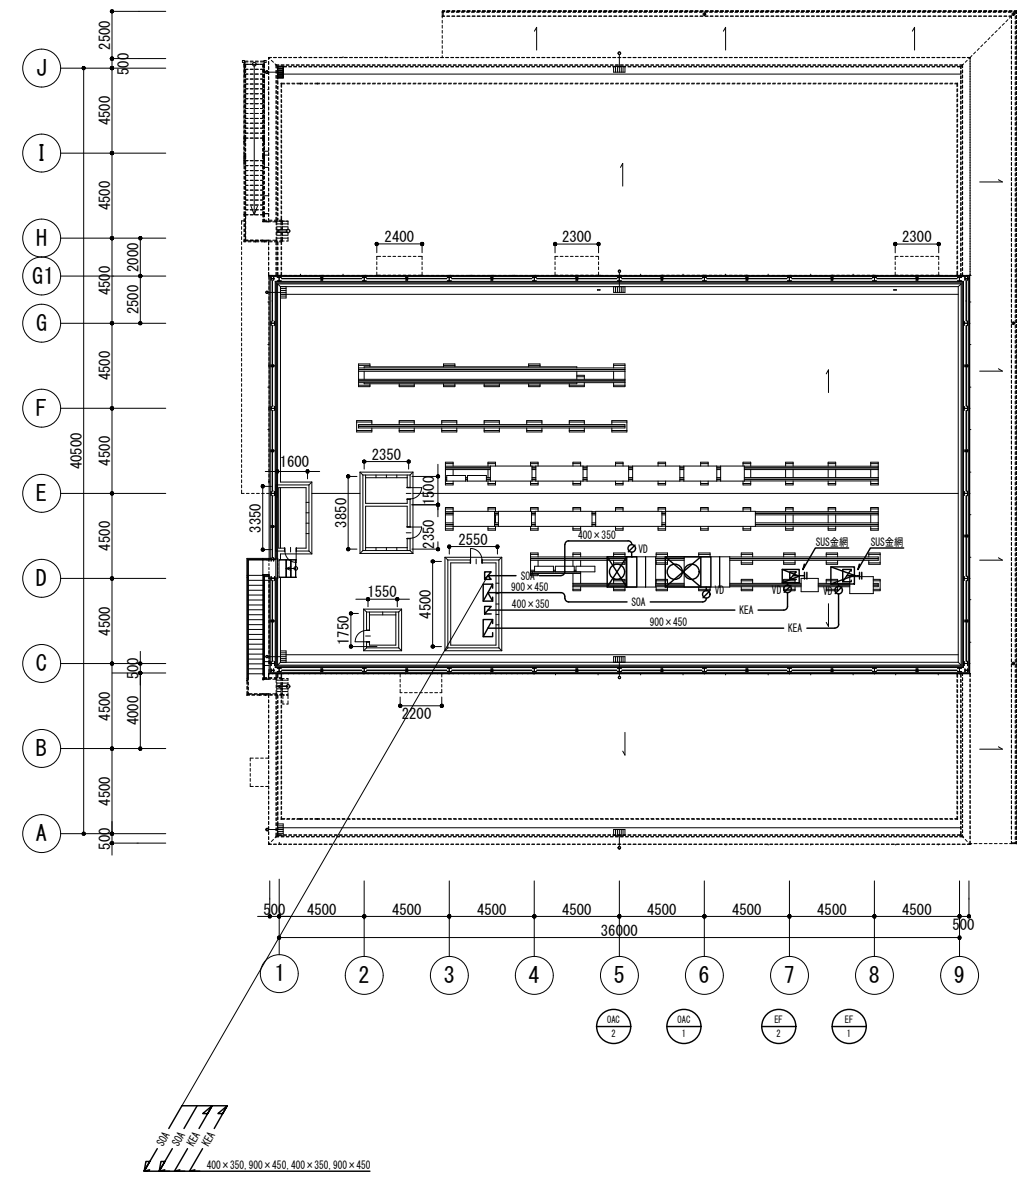 2500
500
J
4500
I
4500
H
2400
2300
2300
2000
G1
4500
2500
G
4500
F
40500
4500
2350
1600
E
1500
3850
3350
2350
4500
2550
400×350
VD
SUS金網
SUS金網
D
SOA
900×450
SOA
VD
VD
VD
1550
4500
400×350
KEA
4500
1750
900×450
KEA
C
500
4500
4000
2200
B
4500
A
500
500
4500
4500
4500
4500
4500
4500
4500
4500
500
36000
1
2
3
4
5
6
7
8
9
OAC
2
OAC
1
EF
2
EF
1
SOA
SOA
KEA
KEA
400×350, 900×450, 400×350, 900×450